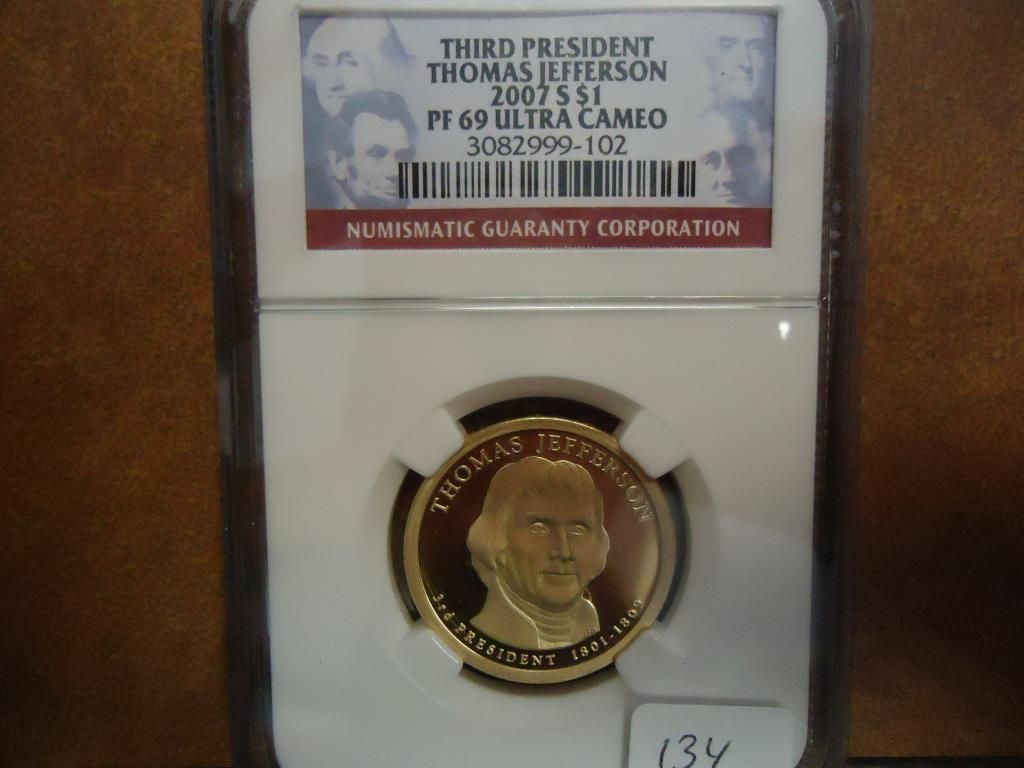 THIRD PRESIDENT
THOMAS JEFFERSON
2007 S $1
PF 69 ULTRA CAMEO
3082999-102
NUMISMATIC GUARANTY CORPORATION
THOMAS JEFFERSON
3rd PRESIDENT 1801-1809
134